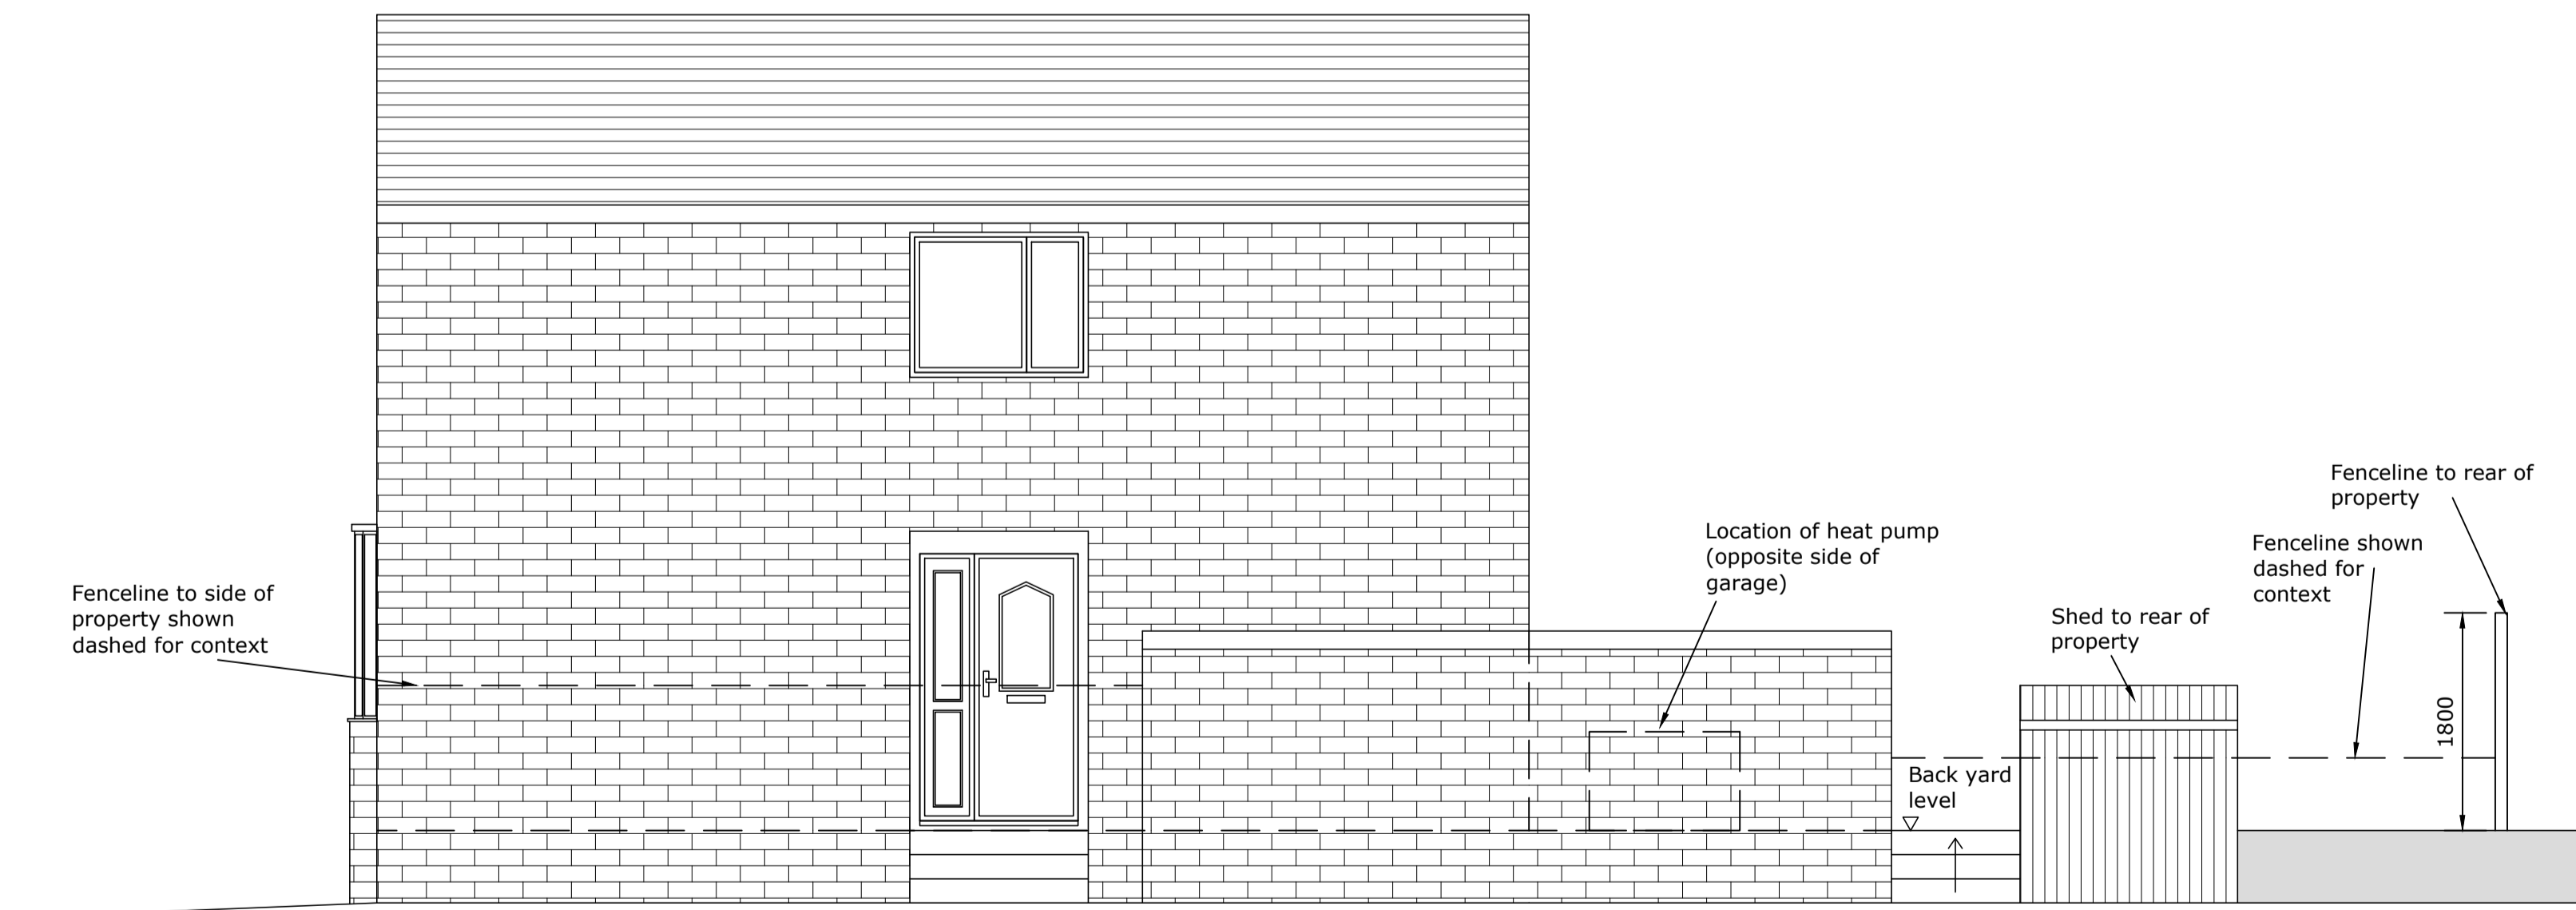 Fenceline to side of
property shown
dashed for context
Location of heat pump
(opposite side of
garage)
Back yard
level
Shed to rear of
property
Fenceline shown
dashed for
context
Fenceline to rear of
property
1800